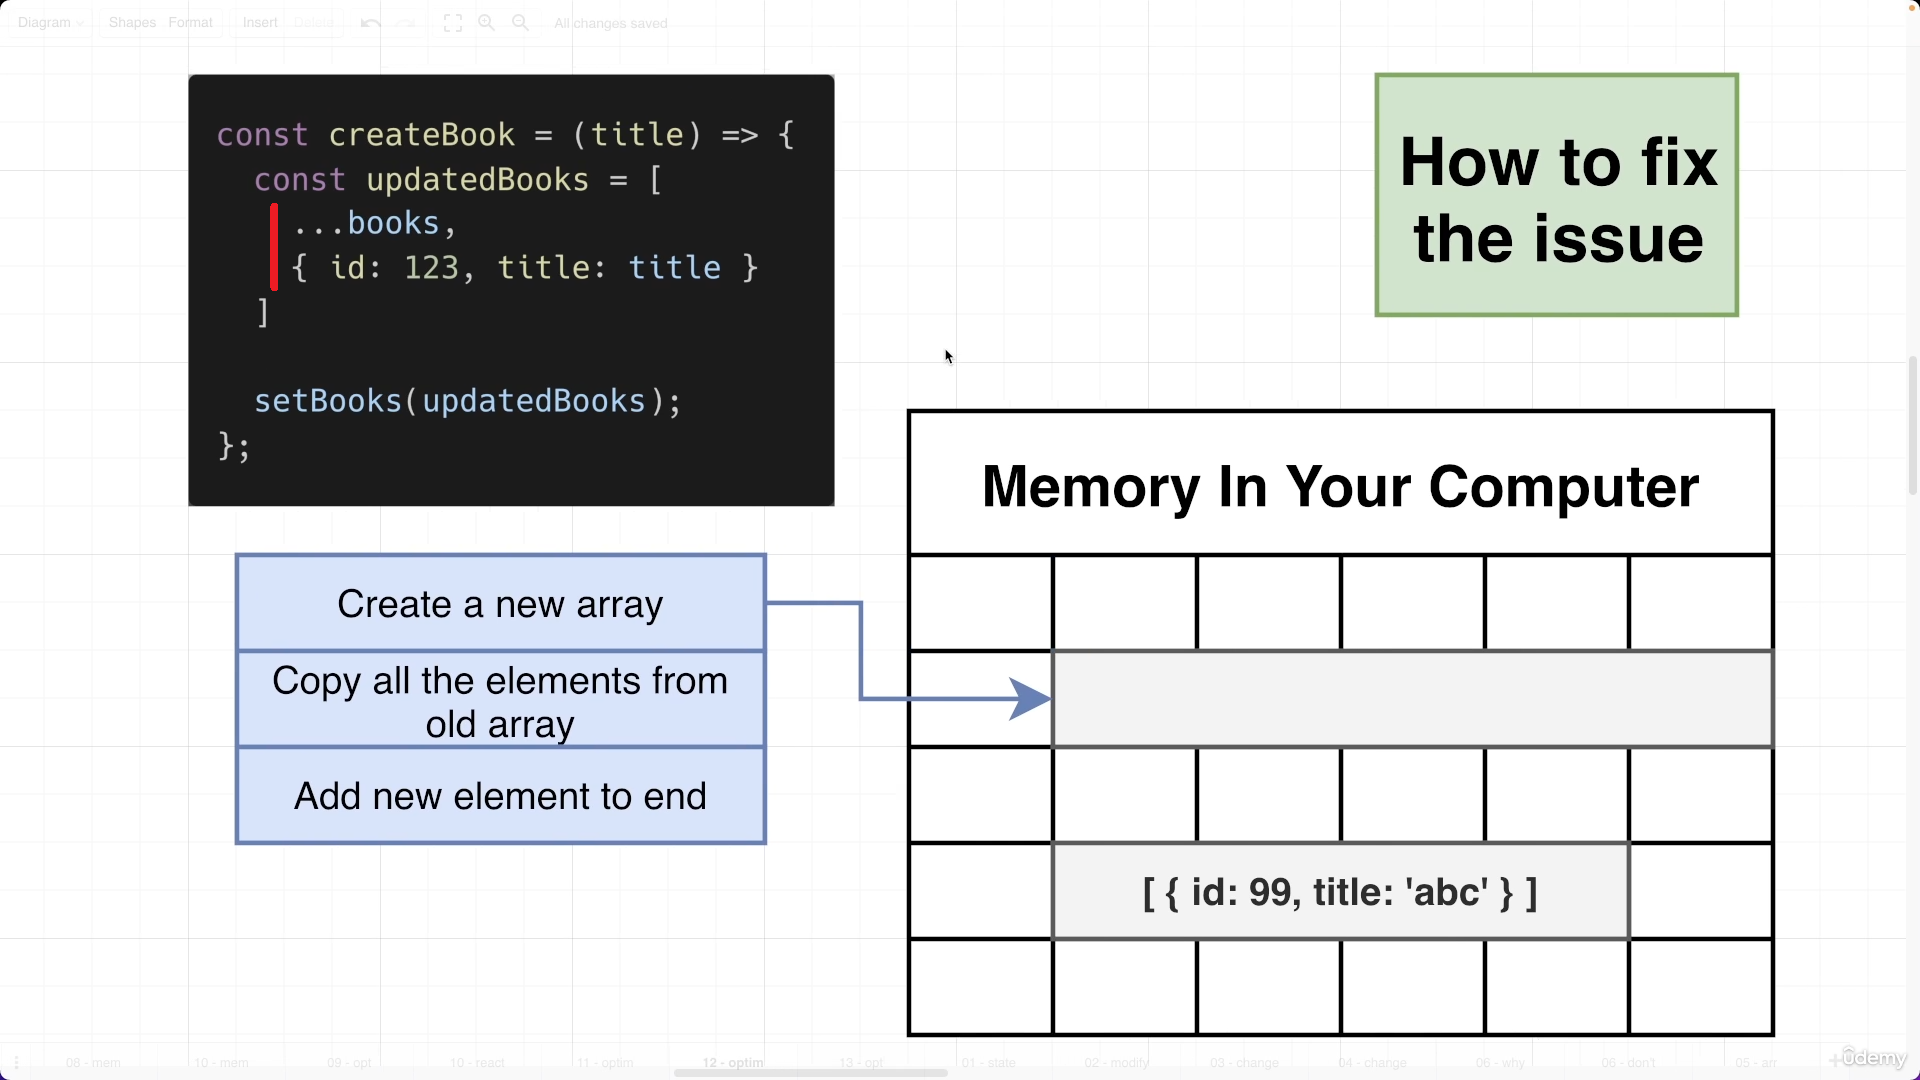 Diagram Shapes Format Insert Delete All changes saved
const createBook = (title) => {
const updatedBooks = [
...books,
{ id: 123, title: title }
]
setBooks(updatedBooks);
};
How to fix
the issue
Memory In Your Computer
Create a new array
Copy all the elements from
old array
Add new element to end
[ { id: 99, title: 'abc' } ]
08 - mem 10 - mem 09 - opt 10 - react 11 - optim 12 - optim 13 - opt 01 - state 02 - modify 03 - change 04 - change 06 - why 06 - don't 05 - arr
ûdemy